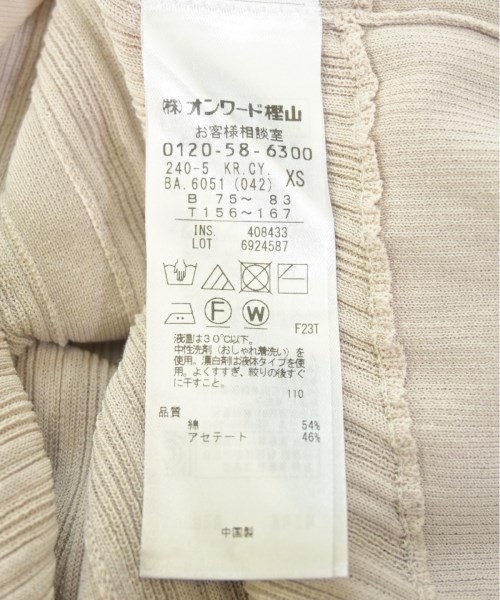 (株)オンワード樫山
お客様相談室
0120-58-6300
240-5 KR.CY.
BA.6051 (042) XS
B 75～ 83
T 156～167
INS. 408433
LOT 6924587
F W
F23T
液温は30℃以下。
中性洗剤(おしゃれ着洗い)を
使用。漂白剤は液体タイプを使
用。よくすすぎ、絞りの後すぐ
に干すこと。
110
品質
綿 54%
アセテート 46%
中国製